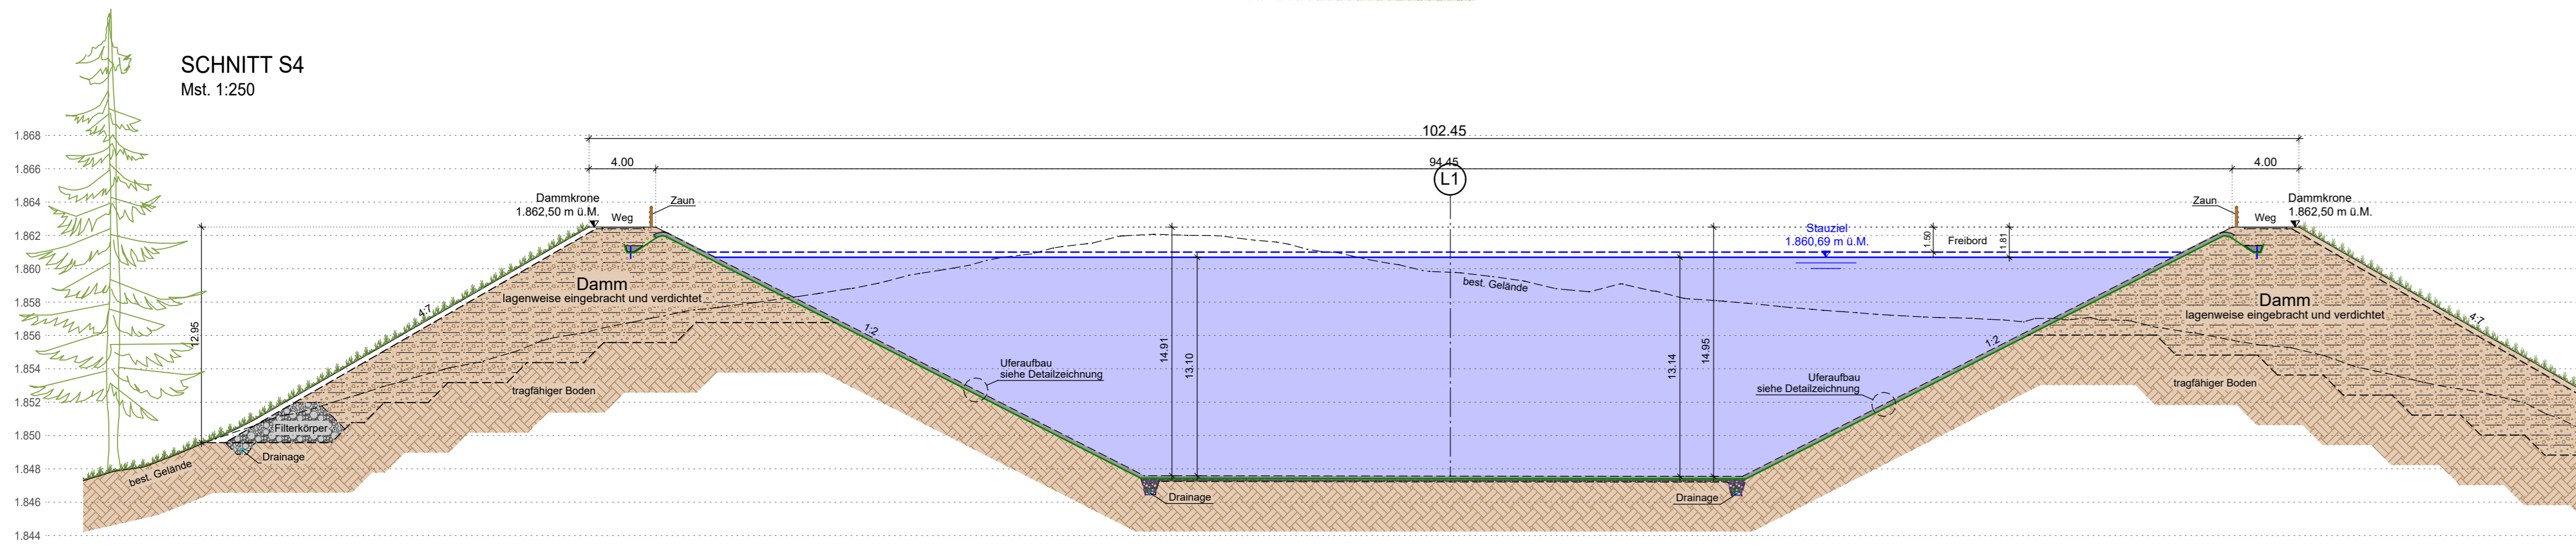 SCHNITT S4
Mst. 1:250
1.868
102.45
1.866
4.00
94.45
4.00
L1
1.864
Dammkrone
1.862,50 m ü.M.
Weg
Zaun
Zaun
Weg
Dammkrone
1.862,50 m ü.M.
1.862
Stauziel
1.860,69 m ü.M.
1.50
Freibord
1.81
1.860
Damm
lagenweise eingebracht und verdichtet
best. Gelände
Damm
lagenweise eingebracht und verdichtet
1.858
4:7
4:7
12.95
1:2
1:2
1.856
14.91
13.10
13.14
14.95
1.854
Uferaufbau
siehe Detailzeichnung
Uferaufbau
siehe Detailzeichnung
tragfähiger Boden
tragfähiger Boden
1.852
Filterkörper
1.850
Drainage
best. Gelände
1.848
Drainage
Drainage
1.846
1.844